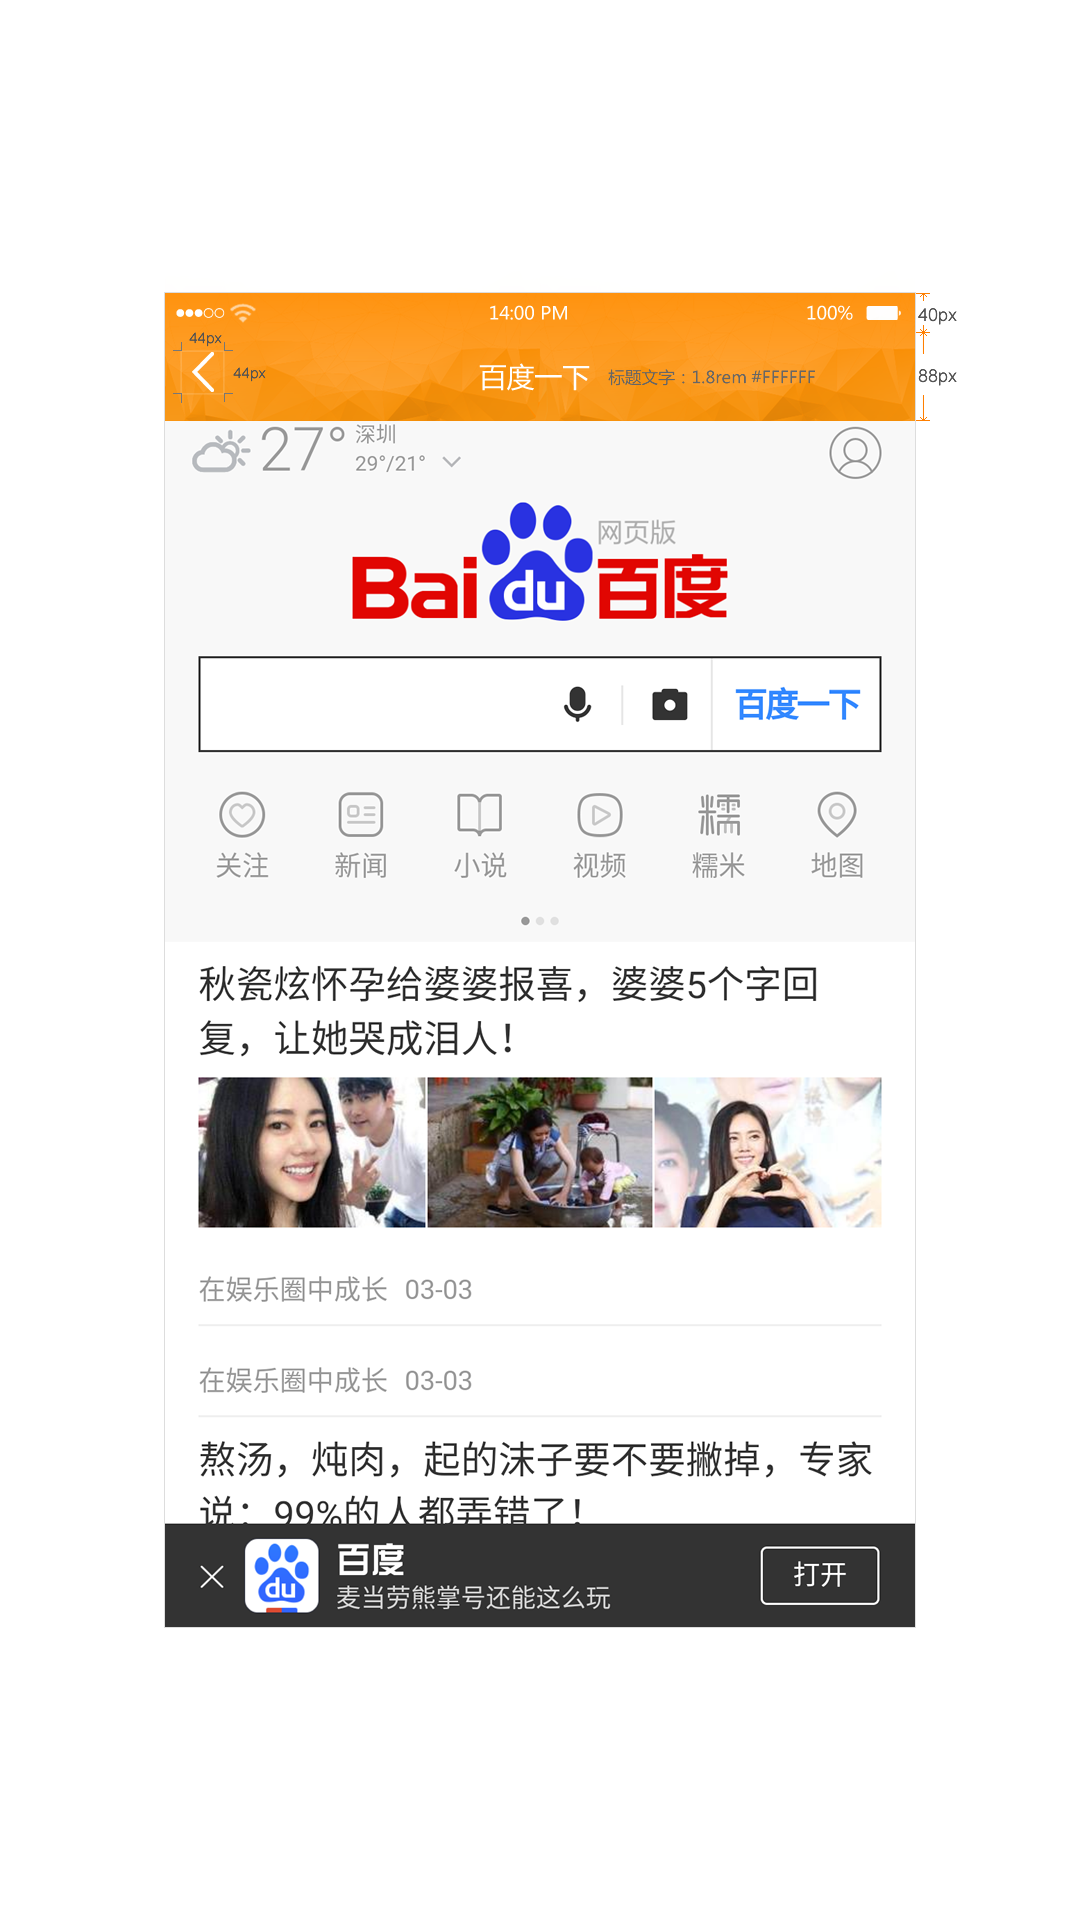 14:00 PM
100%
40px
44px
44px
百度一下
标题文字：1.8rem #FFFFFF
88px
27°
深圳
29°/21°
网页版
Bai du 百度
百度一下
关注
新闻
小说
视频
糯
糯米
地图
秋瓷炫怀孕给婆婆报喜，婆婆5个字回
复，让她哭成泪人！
在娱乐圈中成长 03-03
在娱乐圈中成长 03-03
熬汤，炖肉，起的沫子要不要撇掉，专家
说：99%的人都弄错了！
du
百度
麦当劳熊掌号还能这么玩
打开